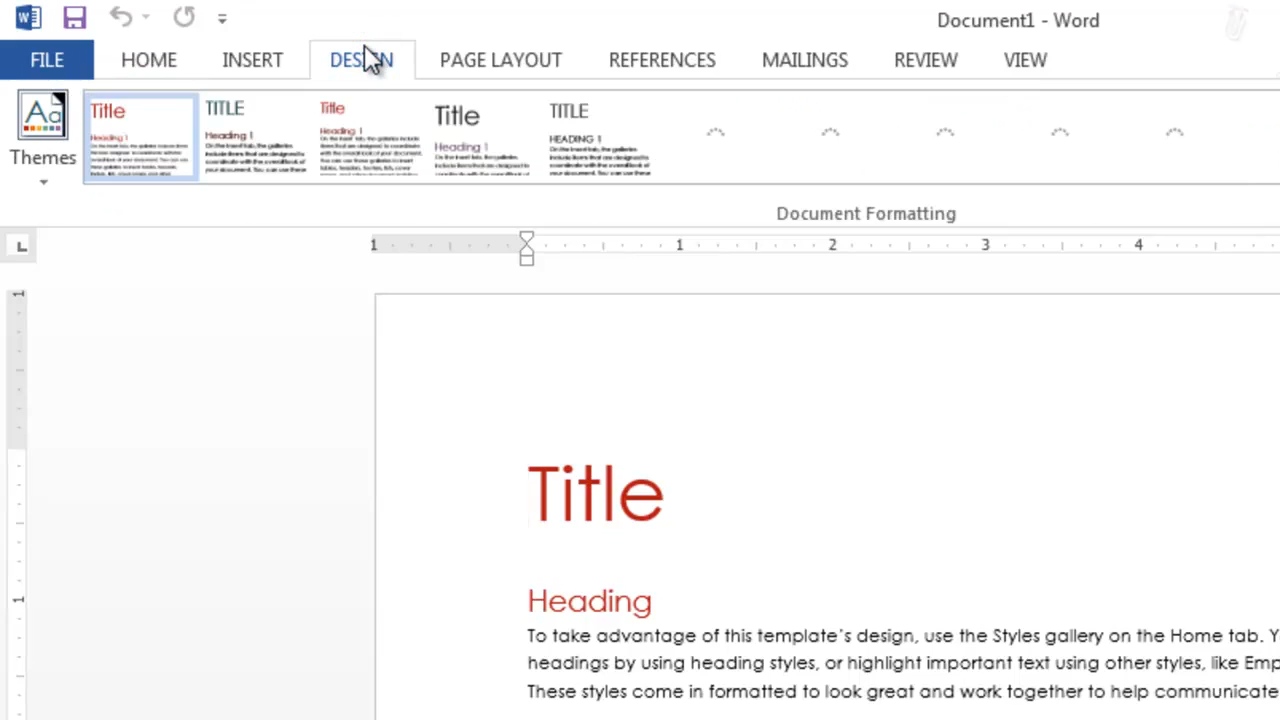 Document1 - Word
FILE HOME INSERT DESIGN PAGE LAYOUT REFERENCES MAILINGS REVIEW VIEW
Aa
Themes
Title
Heading 1
TITLE
Heading 1
Title
Heading 1
Title
Heading 1
TITLE
HEADING 1
Document Formatting
1 1 2 3 4
1
1
Title
Heading
To take advantage of this template's design, use the Styles gallery on the Home tab. Y
headings by using heading styles, or highlight important text using other styles, like Emp
These styles come in formatted to look great and work together to help communicate